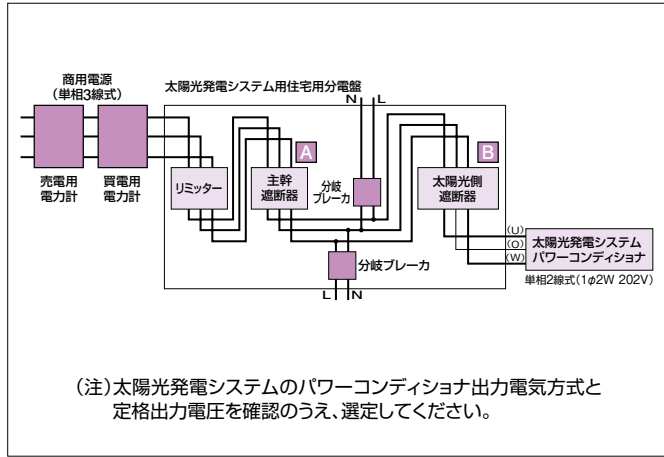 商用電源
(単相3線式)
太陽光発電システム用住宅用分電盤
N L
A
B
リミッター
主幹
遮断器
分岐
ブレーカ
太陽光側
遮断器
売電用
電力計
買電用
電力計
(U)
(O)
(W)
太陽光発電システム
パワーコンディショナ
分岐ブレーカ
単相2線式(1φ2W 202V)
L N
(注)太陽光発電システムのパワーコンディショナ出力電気方式と
定格出力電圧を確認のうえ、選定してください。